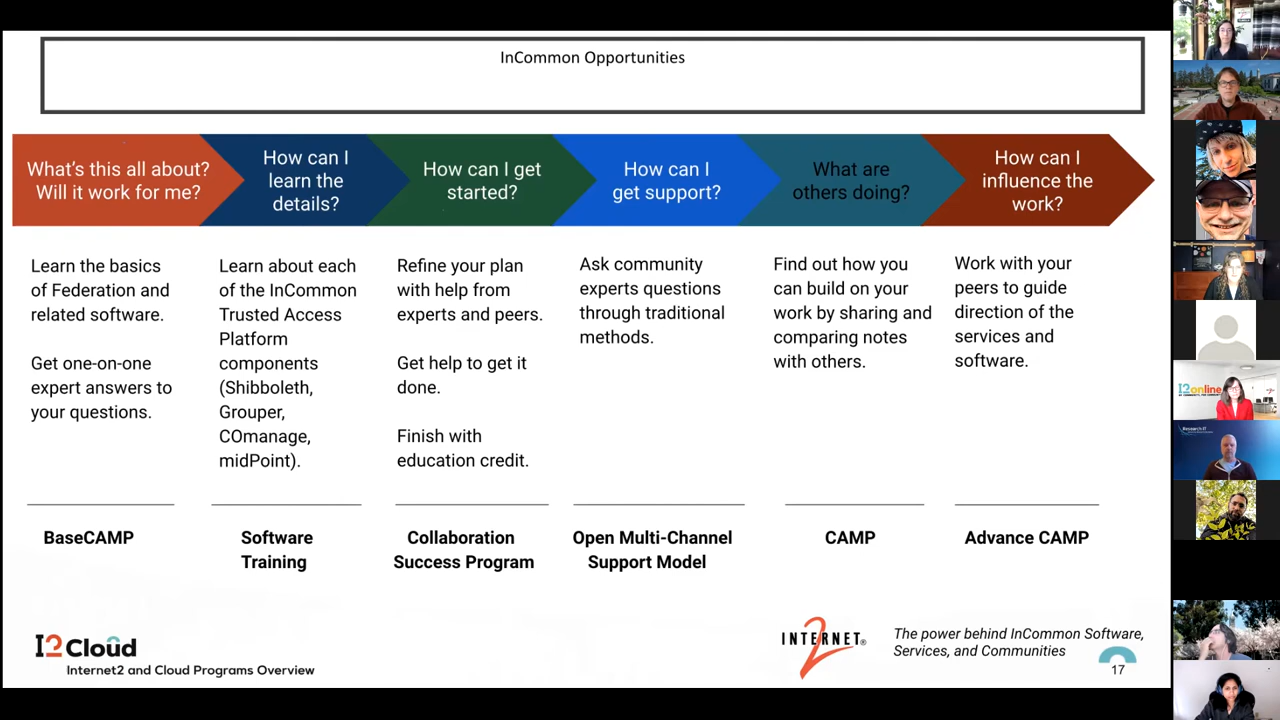 InCommon Opportunities
What's this all about?
Will it work for me?
How can I
learn the
details?
How can I get
started?
How can I
get support?
What are
others doing?
How can I
influence the
work?
Learn the basics
of Federation and
related software.
Get one-on-one
expert answers to
your questions.
Learn about each
of the InCommon
Trusted Access
Platform
components
(Shibboleth,
Grouper,
COmanage,
midPoint).
Refine your plan
with help from
experts and peers.
Get help to get it
done.
Finish with
education credit.
Ask community
experts questions
through traditional
methods.
Find out how you
can build on your
work by sharing and
comparing notes
with others.
Work with your
peers to guide
direction of the
services and
software.
BaseCAMP
Software
Training
Collaboration
Success Program
Open Multi-Channel
Support Model
CAMP
Advance CAMP
I2 Cloud
Internet2 and Cloud Programs Overview
INTERNET2®
The power behind InCommon Software,
Services, and Communities
17
I2online
Research IT